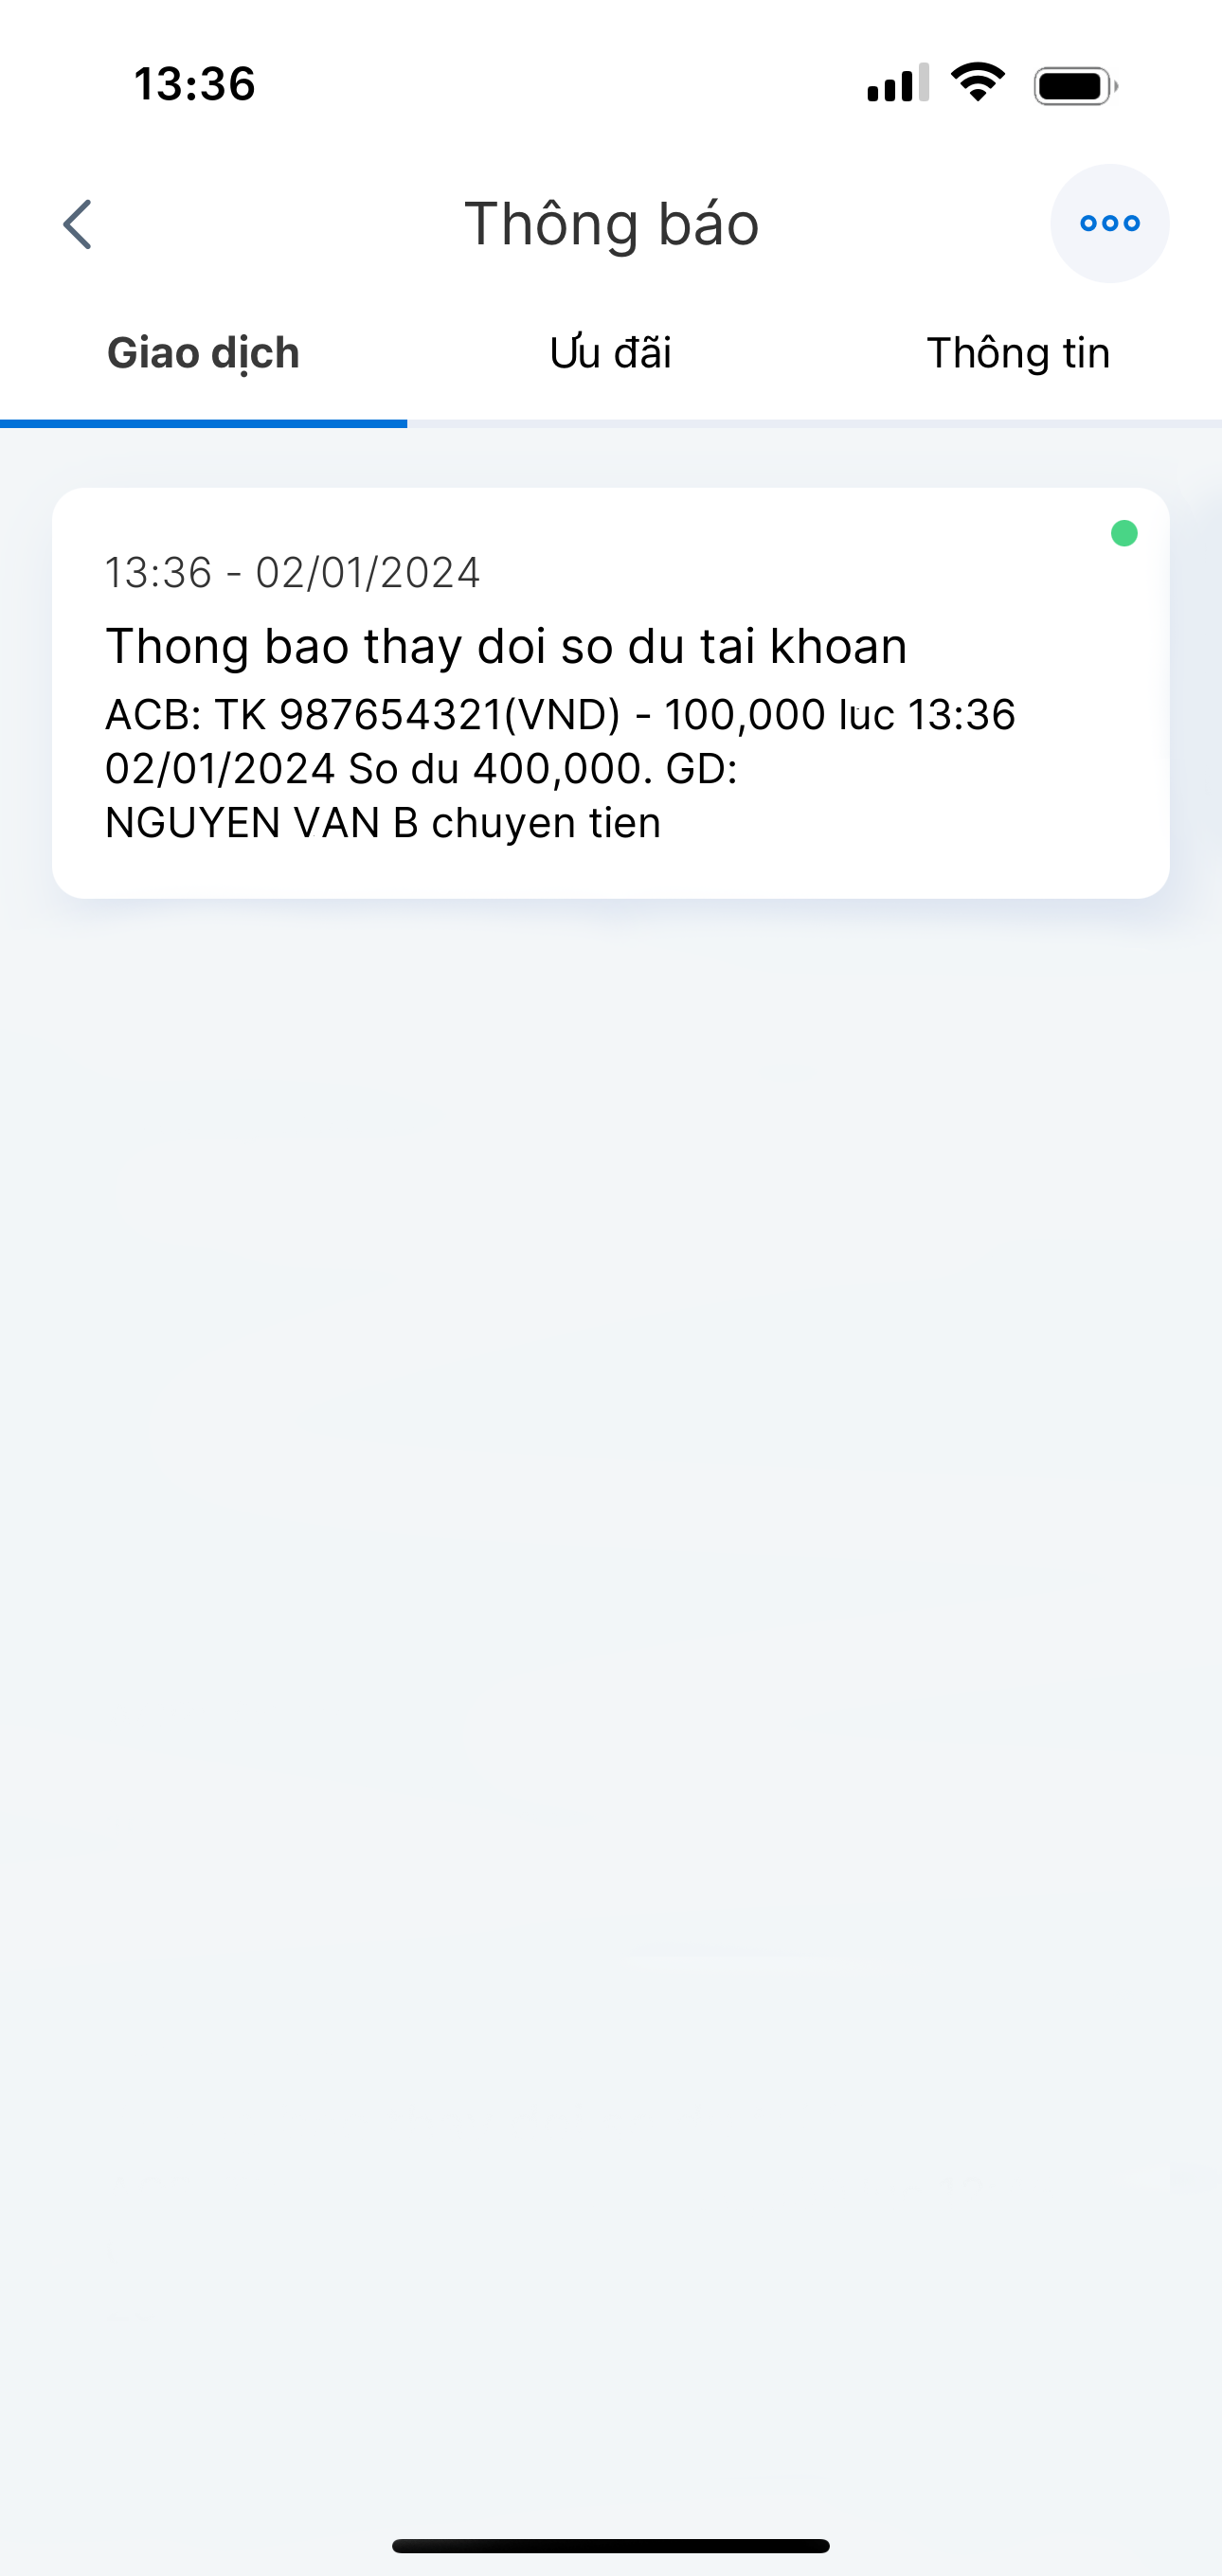 13:36
Thông báo
Giao dịch
Ưu đãi
Thông tin
13:36 - 02/01/2024
Thong bao thay doi so du tai khoan
ACB: TK 987654321(VND) - 100,000 luc 13:36
02/01/2024 So du 400,000. GD:
NGUYEN VAN B chuyen tien